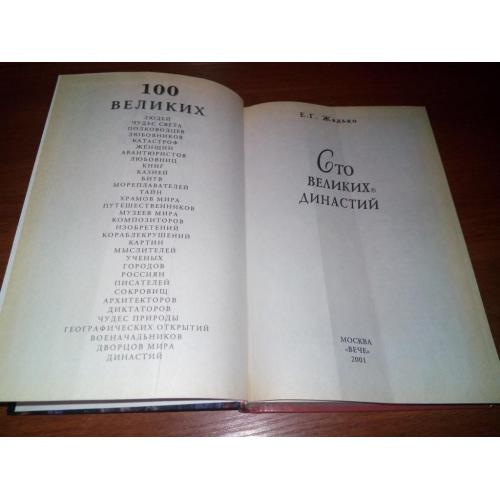 100
ВЕЛИКИХ
ЛЮДЕЙ
ЧУДЕС СВЕТА
ПОЛКОВОДЦЕВ
ЛЮБОВНИКОВ
КАТАСТРОФ
ЖЕНЩИН
АВАНТЮРИСТОВ
ЛЮБОВНИЦ
КНИГ
КАЗНЕЙ
БИТВ
МОРЕПЛАВАТЕЛЕЙ
ТАЙН
ХРАМОВ МИРА
ПУТЕШЕСТВЕННИКОВ
МУЗЕЕВ МИРА
КОМПОЗИТОРОВ
ИЗОБРЕТЕНИЙ
КОРАБЛЕКРУШЕНИЙ
КАРТИН
МЫСЛИТЕЛЕЙ
УЧЕНЫХ
ГОРОДОВ
РОССИЯН
ПИСАТЕЛЕЙ
СОКРОВИЩ
АРХИТЕКТОРОВ
ДИКТАТОРОВ
ЧУДЕС ПРИРОДЫ
ГЕОГРАФИЧЕСКИХ ОТКРЫТИЙ
ВОЕНАЧАЛЬНИКОВ
ДВОРЦОВ МИРА
ДИНАСТИЙ
Е.Г. Жадько
СТО
ВЕЛИКИХ®
ДИНАСТИЙ
МОСКВА
«ВЕЧЕ»
2001